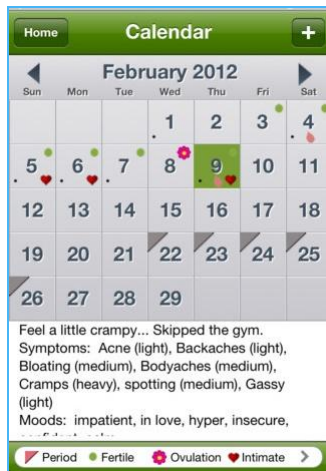 Home Calendar +
February 2012
Sun Mon Tue Wed Thu Fri Sat
1 2 3 4
5 6 7 8 9 10 11
12 13 14 15 16 17 18
19 20 21 22 23 24 25
26 27 28 29
Feel a little crampy... Skipped the gym.
Symptoms: Acne (light), Backaches (light),
Bloating (medium), Bodyaches (medium),
Cramps (heavy), spotting (medium), Gassy
(light)
Moods: impatient, in love, hyper, insecure,
Period Fertile Ovulation Intimate